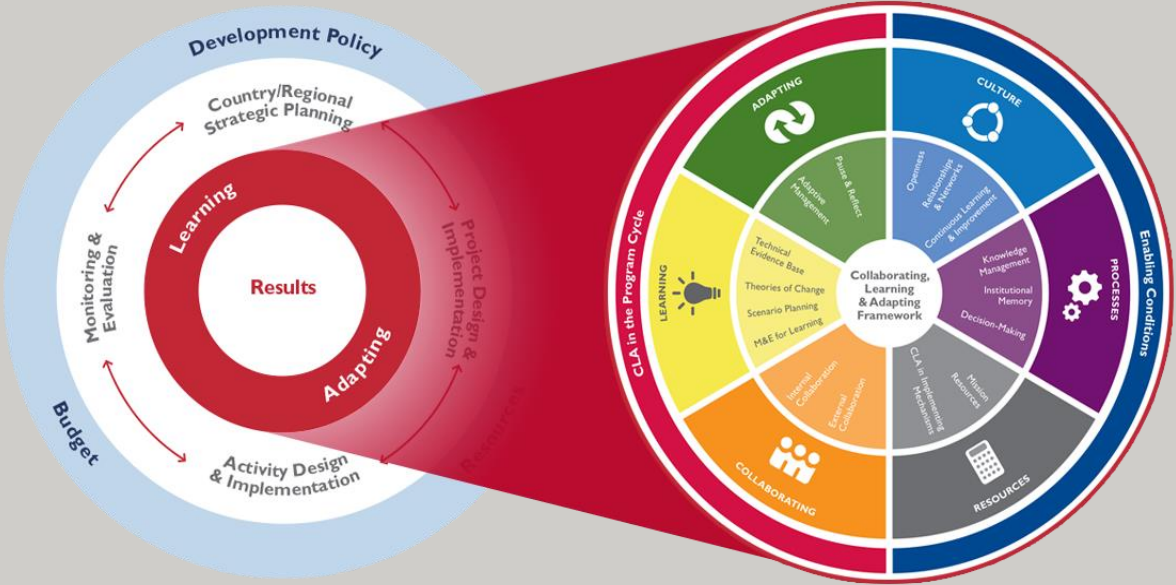 Development Policy
Country/Regional
Strategic Planning
Learning
Monitoring &
Evaluation
Results
Project Design &
Implementation
Adapting
Budget
Resources
Activity Design
& Implementation
CLA in the Program Cycle
Enabling Conditions
ADAPTING
Adaptive
Management
Pause & Reflect
CULTURE
Openness
Relationships
& Networks
Continuous Learning
& Improvement
LEARNING
Technical
Evidence Base
Theories of Change
Scenario Planning
M&E for Learning
Collaborating,
Learning
& Adapting
Framework
PROCESSES
Knowledge
Management
Institutional
Memory
Decision-Making
COLLABORATING
Internal
Collaboration
External
Collaboration
RESOURCES
CLA in Implementing
Mechanisms
Mission
Resources